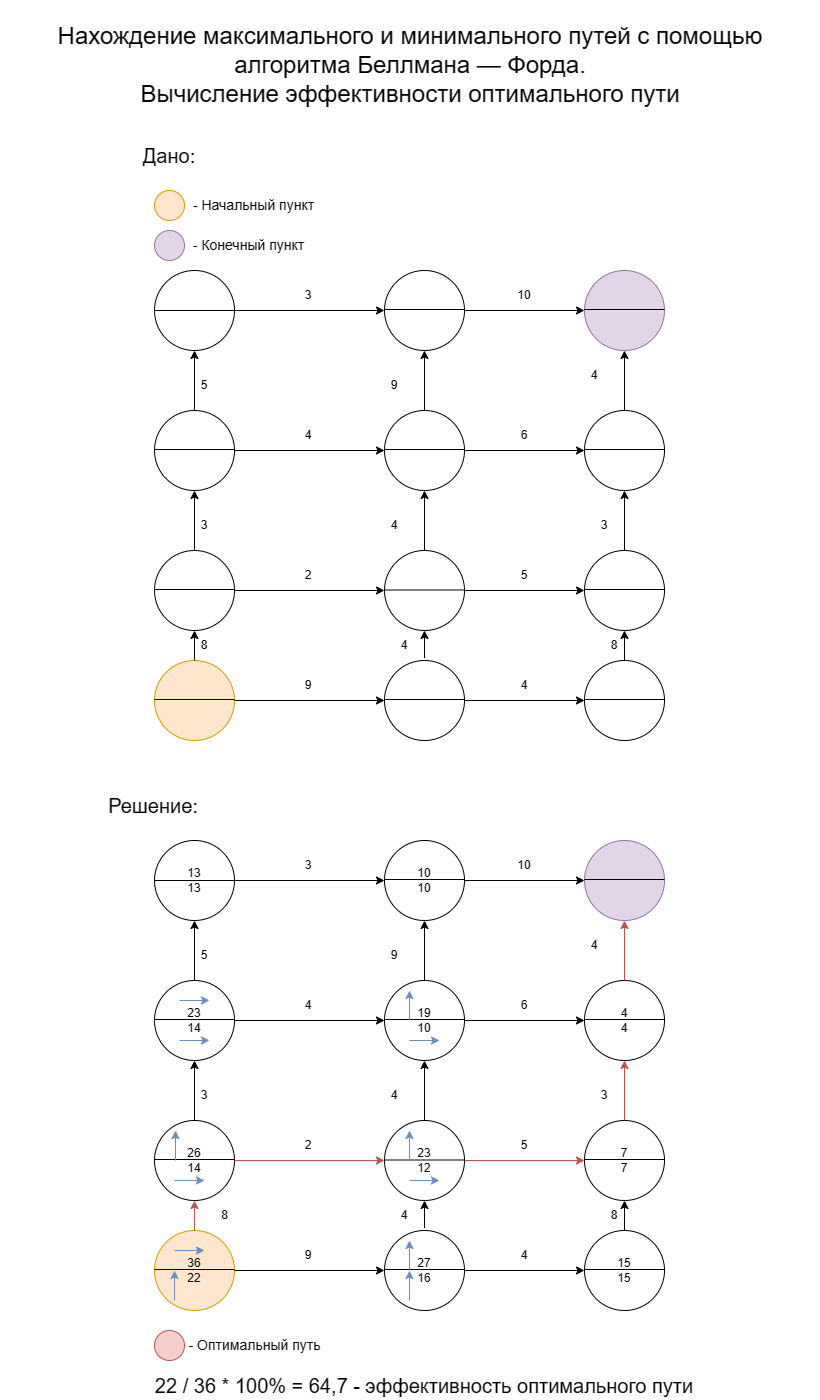 Нахождение максимального и минимального путей с помощью
алгоритма Беллмана — Форда.
Вычисление эффективности оптимального пути
Дано:
- Начальный пункт
- Конечный пункт
3 10
5 9 4
4 6
3 4 3
2 5
8 4 8
9 4
Решение:
3 10
13 10
13 10
5 9 4
4 6
23 19 4
14 10 4
3 4 3
2 5
26 23 7
14 12 7
8 4 8
9 4
36 27 15
22 16 15
- Оптимальный путь
22 / 36 * 100% = 64,7 - эффективность оптимального пути